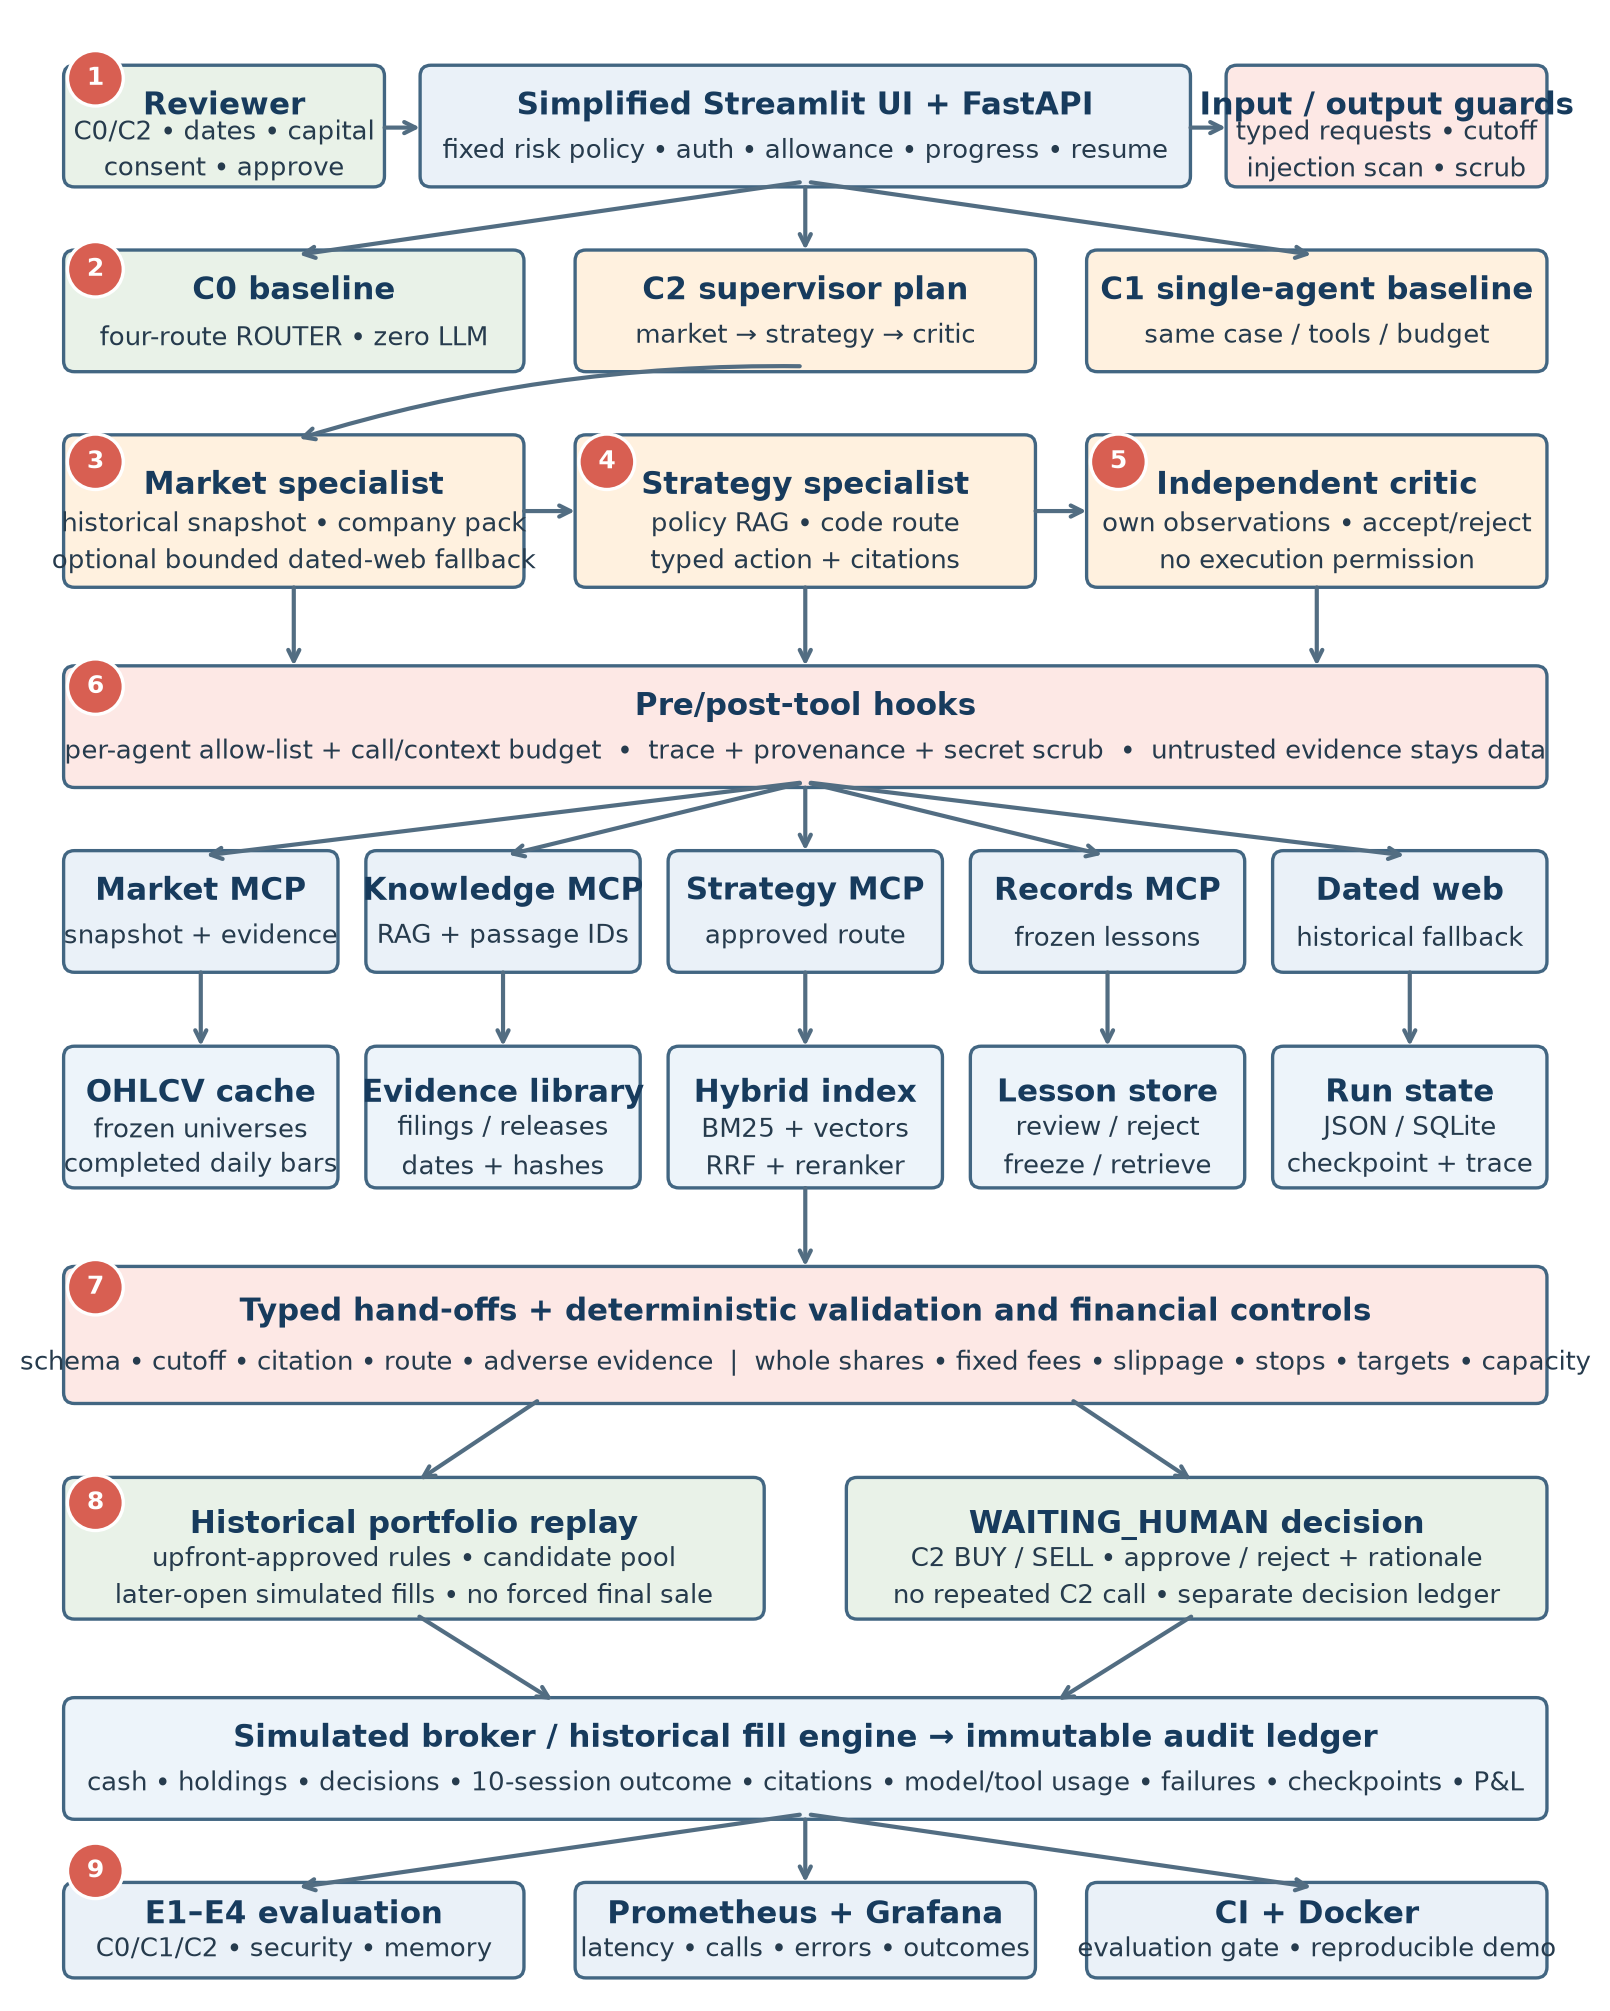 1
Reviewer
C0/C2 • dates • capital
consent • approve
Simplified Streamlit UI + FastAPI
fixed risk policy • auth • allowance • progress • resume
Input / output guards
typed requests • cutoff
injection scan • scrub
2
C0 baseline
four-route ROUTER • zero LLM
C2 supervisor plan
market → strategy → critic
C1 single-agent baseline
same case / tools / budget
3
Market specialist
historical snapshot • company pack
optional bounded dated-web fallback
4
Strategy specialist
policy RAG • code route
typed action + citations
5
Independent critic
own observations • accept/reject
no execution permission
6
Pre/post-tool hooks
per-agent allow-list + call/context budget • trace + provenance + secret scrub • untrusted evidence stays data
Market MCP
snapshot + evidence
Knowledge MCP
RAG + passage IDs
Strategy MCP
approved route
Records MCP
frozen lessons
Dated web
historical fallback
OHLCV cache
frozen universes
completed daily bars
Evidence library
filings / releases
dates + hashes
Hybrid index
BM25 + vectors
RRF + reranker
Lesson store
review / reject
freeze / retrieve
Run state
JSON / SQLite
checkpoint + trace
7
Typed hand-offs + deterministic validation and financial controls
schema • cutoff • citation • route • adverse evidence | whole shares • fixed fees • slippage • stops • targets • capacity
8
Historical portfolio replay
upfront-approved rules • candidate pool
later-open simulated fills • no forced final sale
WAITING_HUMAN decision
C2 BUY / SELL • approve / reject + rationale
no repeated C2 call • separate decision ledger
Simulated broker / historical fill engine → immutable audit ledger
cash • holdings • decisions • 10-session outcome • citations • model/tool usage • failures • checkpoints • P&L
9
E1–E4 evaluation
C0/C1/C2 • security • memory
Prometheus + Grafana
latency • calls • errors • outcomes
CI + Docker
evaluation gate • reproducible demo